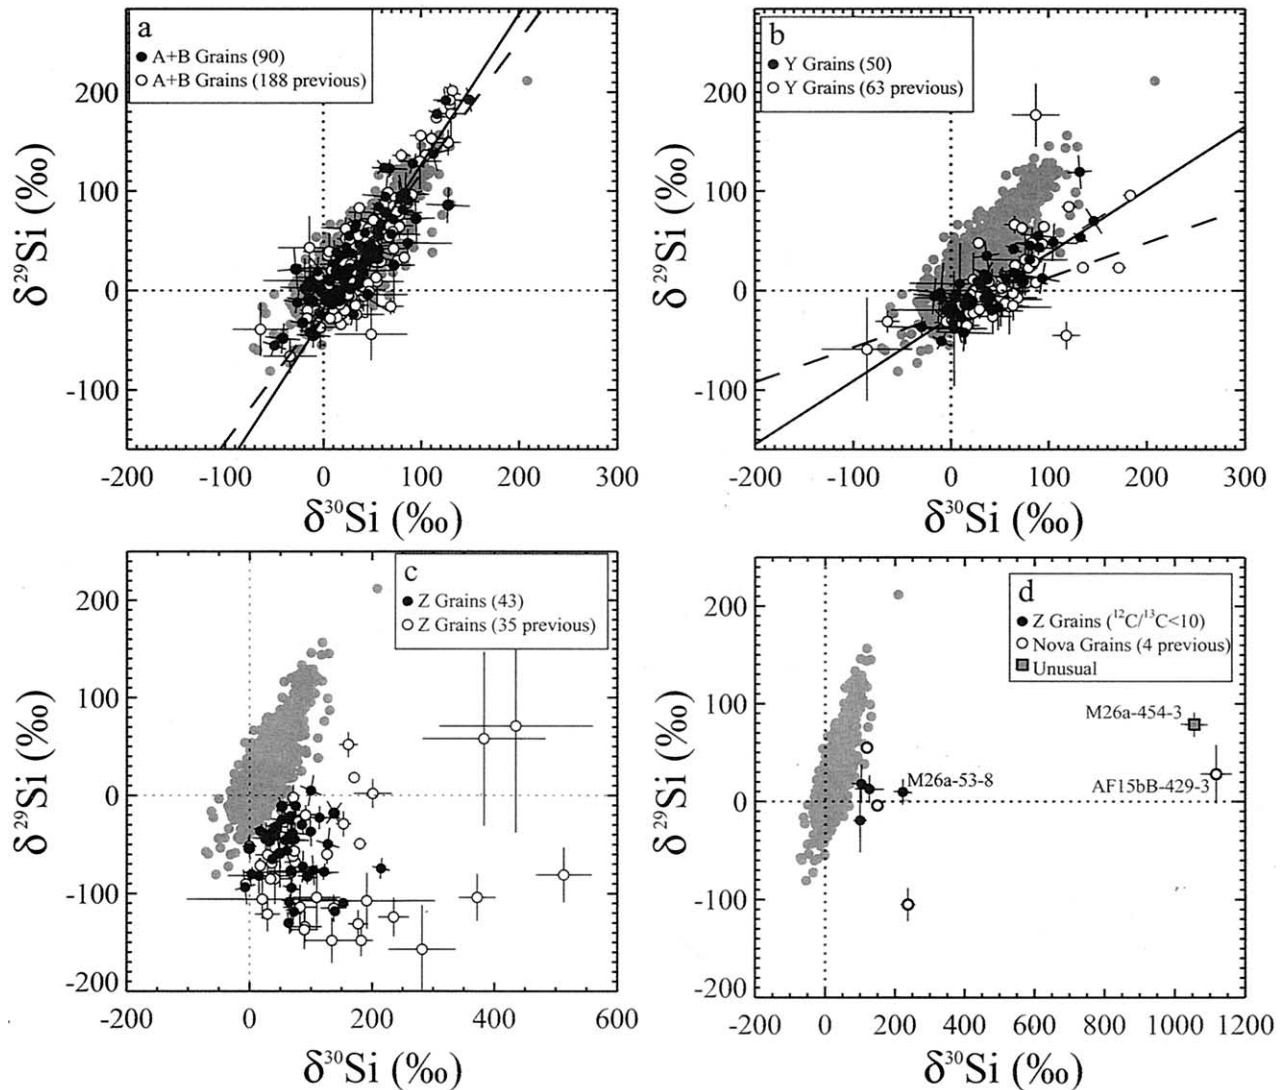 a
A+B Grains (90)
A+B Grains (188 previous)
200
100
0
-100
δ²⁹Si (‰)
-200 -100 0 100 200 300
δ³⁰Si (‰)
b
Y Grains (50)
Y Grains (63 previous)
200
100
0
-100
δ²⁹Si (‰)
-200 -100 0 100 200 300
δ³⁰Si (‰)
c
Z Grains (43)
Z Grains (35 previous)
200
100
0
-100
-200
δ²⁹Si (‰)
-200 0 200 400 600
δ³⁰Si (‰)
d
Z Grains (¹²C/¹³C<10)
Nova Grains (4 previous)
Unusual
M26a-454-3
M26a-53-8
AF15bB-429-3
200
100
0
-100
-200
δ²⁹Si (‰)
-200 0 200 400 600 800 1000 1200
δ³⁰Si (‰)